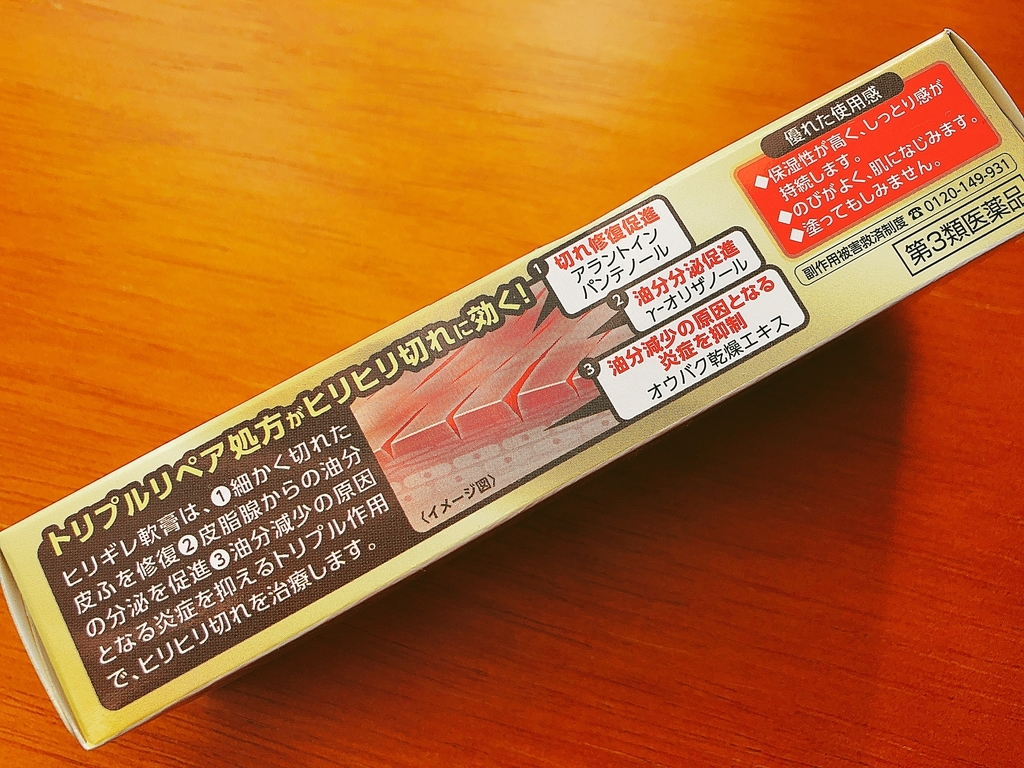 トリプルリペア処方がヒリヒリ切れに効く!
ヒリギレ軟膏は、❶細かく切れた
皮ふを修復❷皮脂腺からの油分
の分泌を促進❸油分減少の原因
となる炎症を抑えるトリプル作用
で、ヒリヒリ切れを治療します。
〈イメージ図〉
1 切れ修復促進
アラントイン
パンテノール
2 油分分泌促進
γ-オリザノール
3 油分減少の原因となる
炎症を抑制
オウバク乾燥エキス
優れた使用感
◆保湿性が高く、しっとり感が
持続します。
◆のびがよく、肌になじみます。
◆塗ってもしみません。
副作用被害救済制度 ☎0120-149-931
第3類医薬品